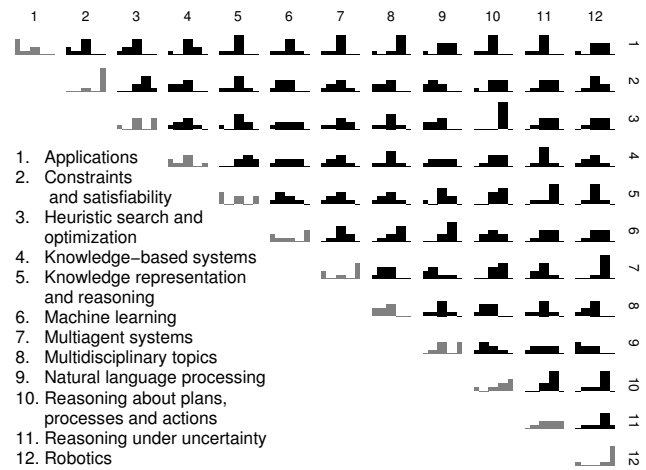 1 2 3 4 5 6 7 8 9 10 11 12
1
2
3
4
5
6
7
8
9
10
11
12
1. Applications
2. Constraints
and satisfiability
3. Heuristic search and
optimization
4. Knowledge−based systems
5. Knowledge representation
and reasoning
6. Machine learning
7. Multiagent systems
8. Multidisciplinary topics
9. Natural language processing
10. Reasoning about plans,
processes and actions
11. Reasoning under uncertainty
12. Robotics